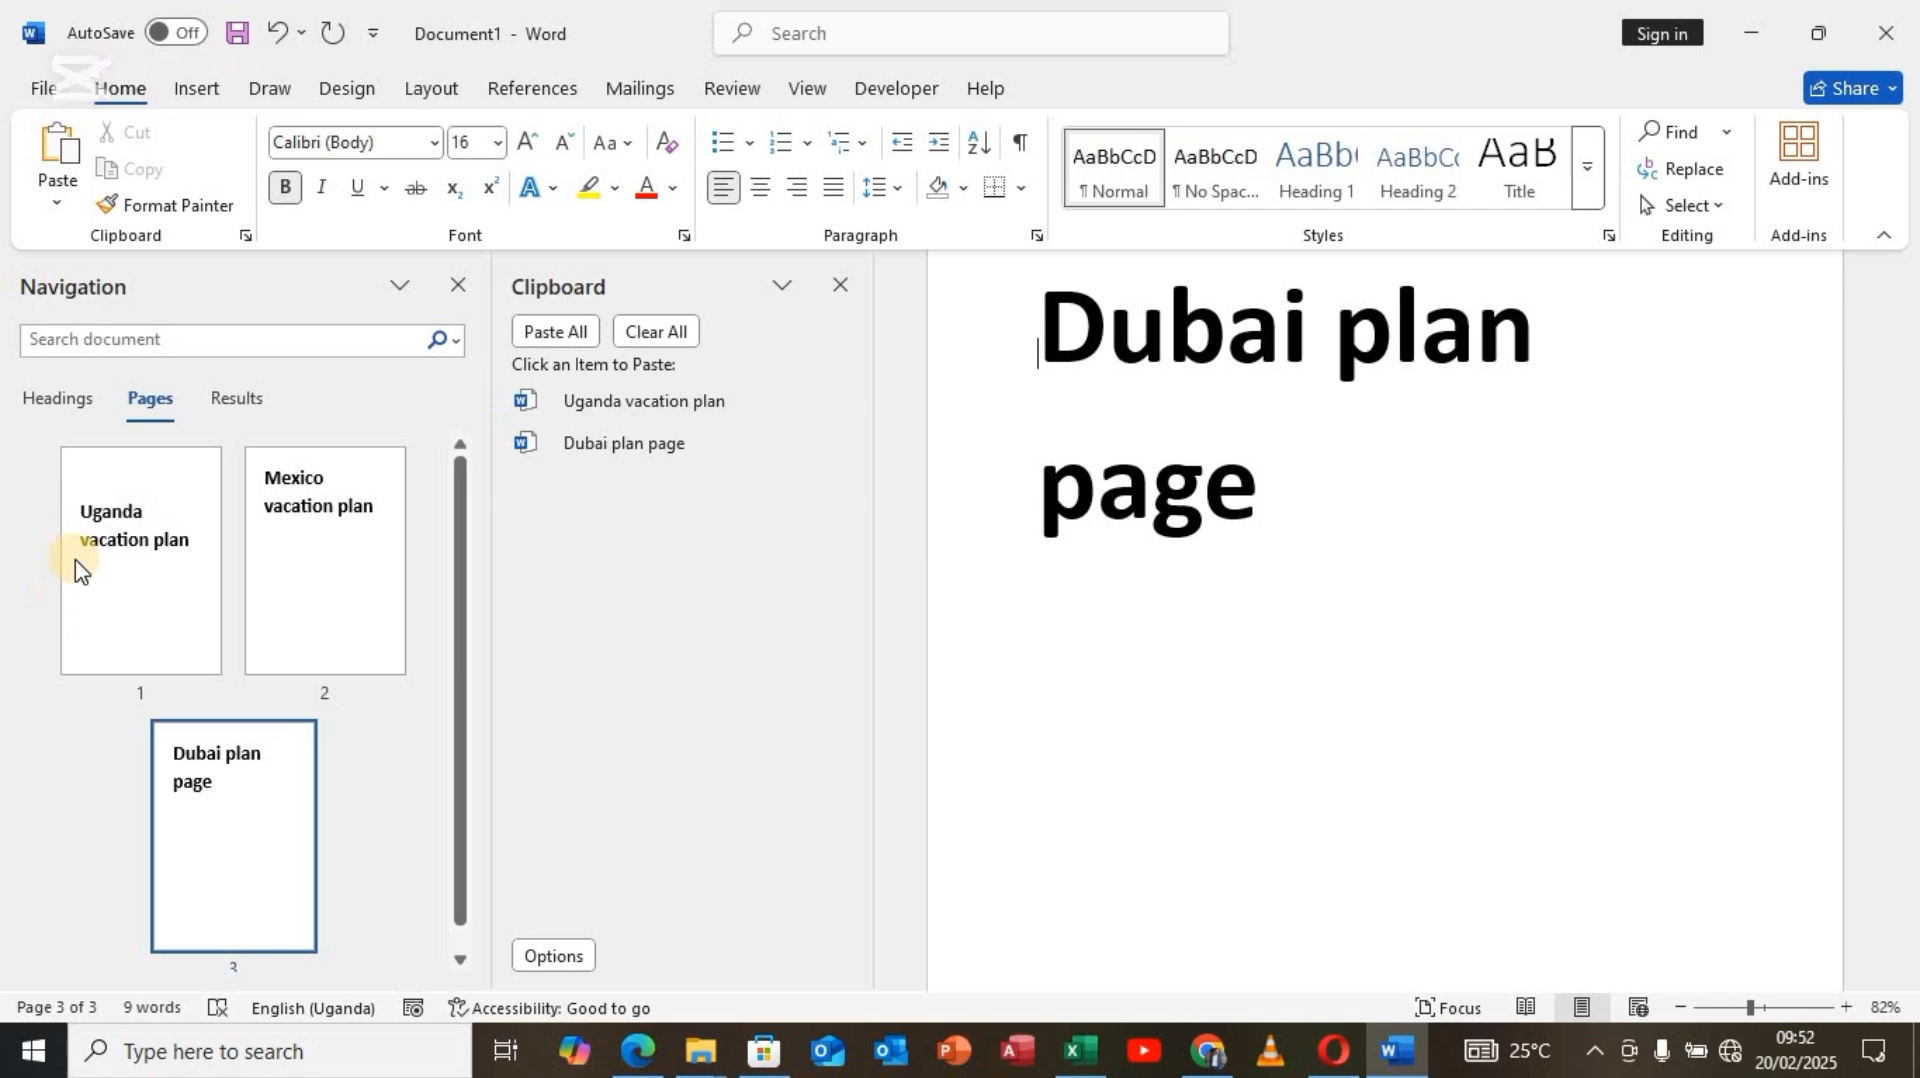 AutoSave Off Document1 - Word Search Sign in
File Home Insert Draw Design Layout References Mailings Review View Developer Help Share
Paste Cut Copy Format Painter
Clipboard
Calibri (Body) 16 Aa
B I U ab x2 x2 A A
Font
Paragraph
AaBbCcD AaBbCcD AaBb( AaBbCc AaB
¶ Normal ¶ No Spac... Heading 1 Heading 2 Title
Styles
Find
Replace
Select
Editing
Add-ins
Add-ins
Navigation
Search document
Headings Pages Results
Uganda
vacation plan
1
Mexico
vacation plan
2
Dubai plan
page
3
Clipboard
Paste All Clear All
Click an Item to Paste:
Uganda vacation plan
Dubai plan page
Options
Dubai plan
page
Page 3 of 3 9 words English (Uganda) Accessibility: Good to go Focus 82%
Type here to search 25°C 09:52
20/02/2025